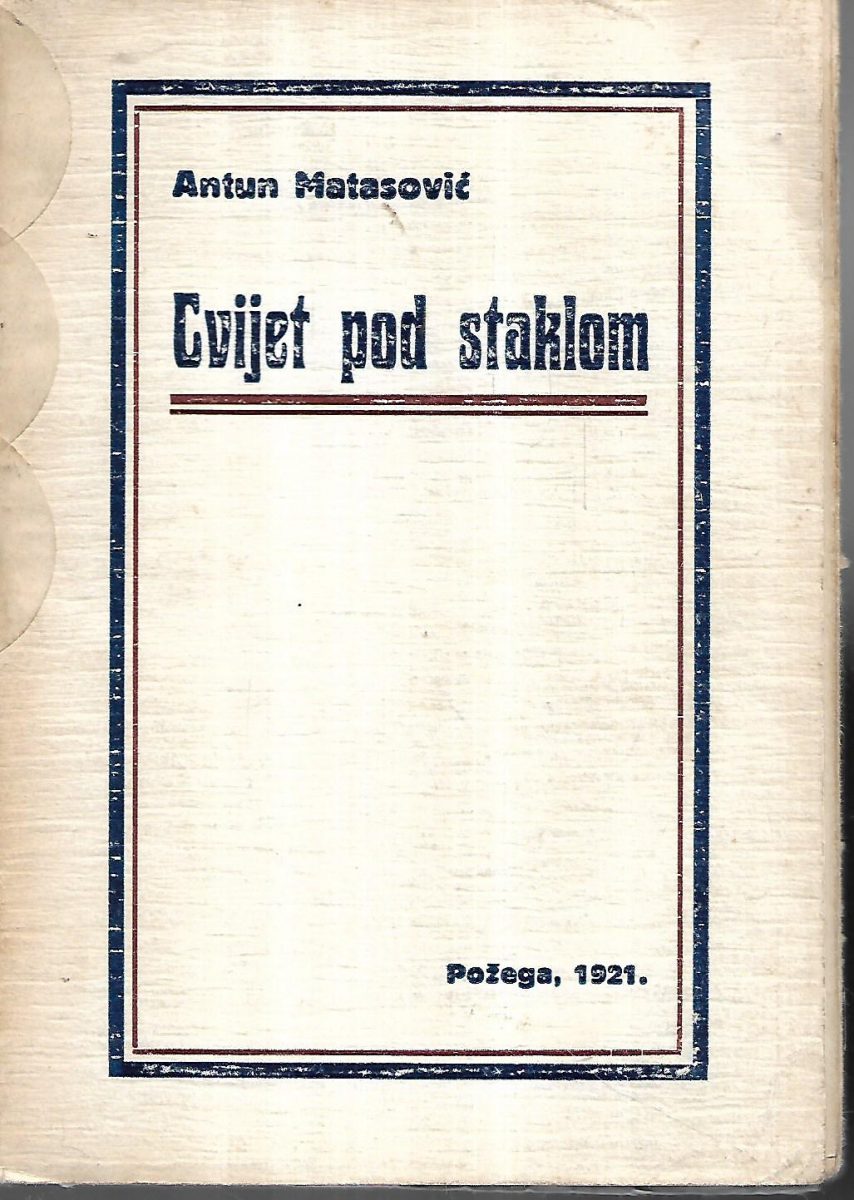 Antun Matasović
Cvijet pod staklom
Požega, 1921.